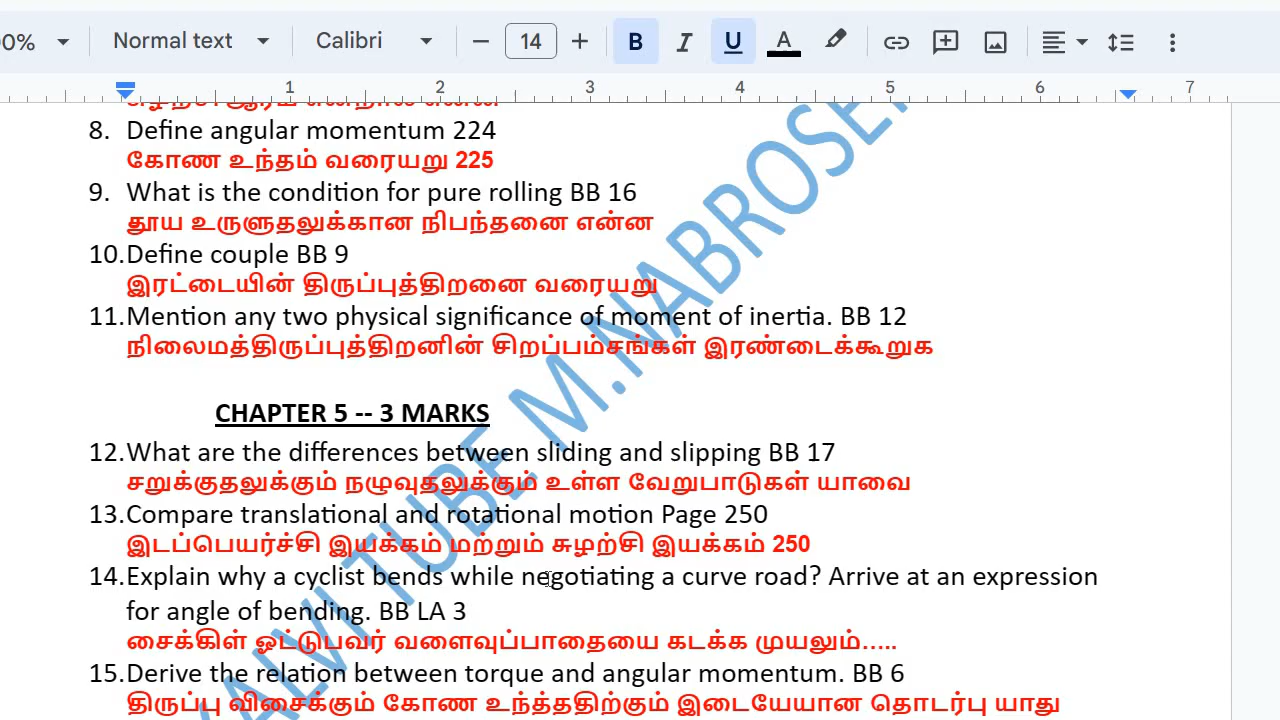 0%
Normal text
Calibri
14
B I U A
1 2 3 4 5 6 7
8. Define angular momentum 224
கோண உந்தம் வரையறு 225
9. What is the condition for pure rolling BB 16
தூய உருளுதலுக்கான நிபந்தனை என்ன
10.Define couple BB 9
இரட்டையின் திருப்புத்திறனை வரையறு
11.Mention any two physical significance of moment of inertia. BB 12
நிலைமத்திருப்புத்திறனின் சிறப்பம்சங்கள் இரண்டைக்கூறுக
CHAPTER 5 -- 3 MARKS
12.What are the differences between sliding and slipping BB 17
சறுக்குதலுக்கும் நழுவுதலுக்கும் உள்ள வேறுபாடுகள் யாவை
13.Compare translational and rotational motion Page 250
இடப்பெயர்ச்சி இயக்கம் மற்றும் சுழற்சி இயக்கம் 250
14.Explain why a cyclist bends while negotiating a curve road? Arrive at an expression
for angle of bending. BB LA 3
சைக்கிள் ஓட்டுபவர் வளைவுப்பாதையை கடக்க முயலும்.....
15.Derive the relation between torque and angular momentum. BB 6
திருப்பு விசைக்கும் கோண உந்த்ததிற்கும் இடையேயான தொடர்பு யாது
TUBE M.NABROSE